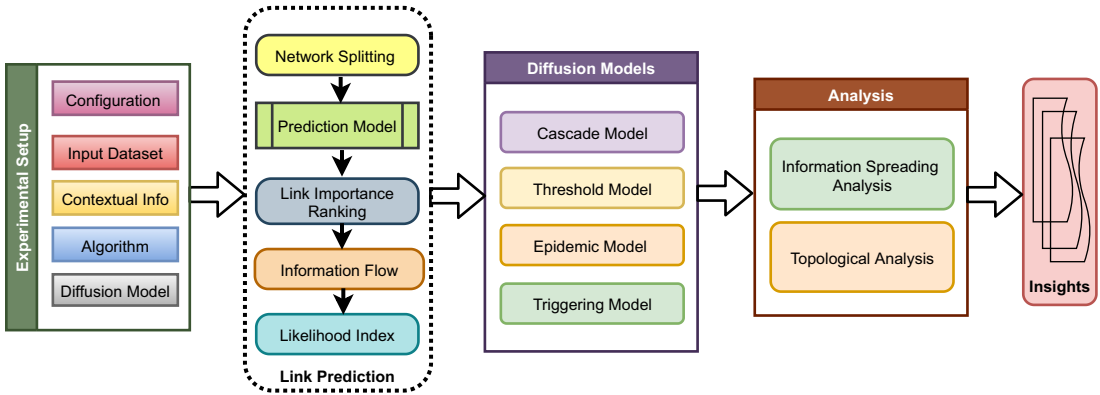 Experimental Setup
Configuration
Input Dataset
Contextual Info
Algorithm
Diffusion Model
Network Splitting
Prediction Model
Link Importance
Ranking
Information Flow
Likelihood Index
Link Prediction
Diffusion Models
Cascade Model
Threshold Model
Epidemic Model
Triggering Model
Analysis
Information Spreading
Analysis
Topological Analysis
Insights